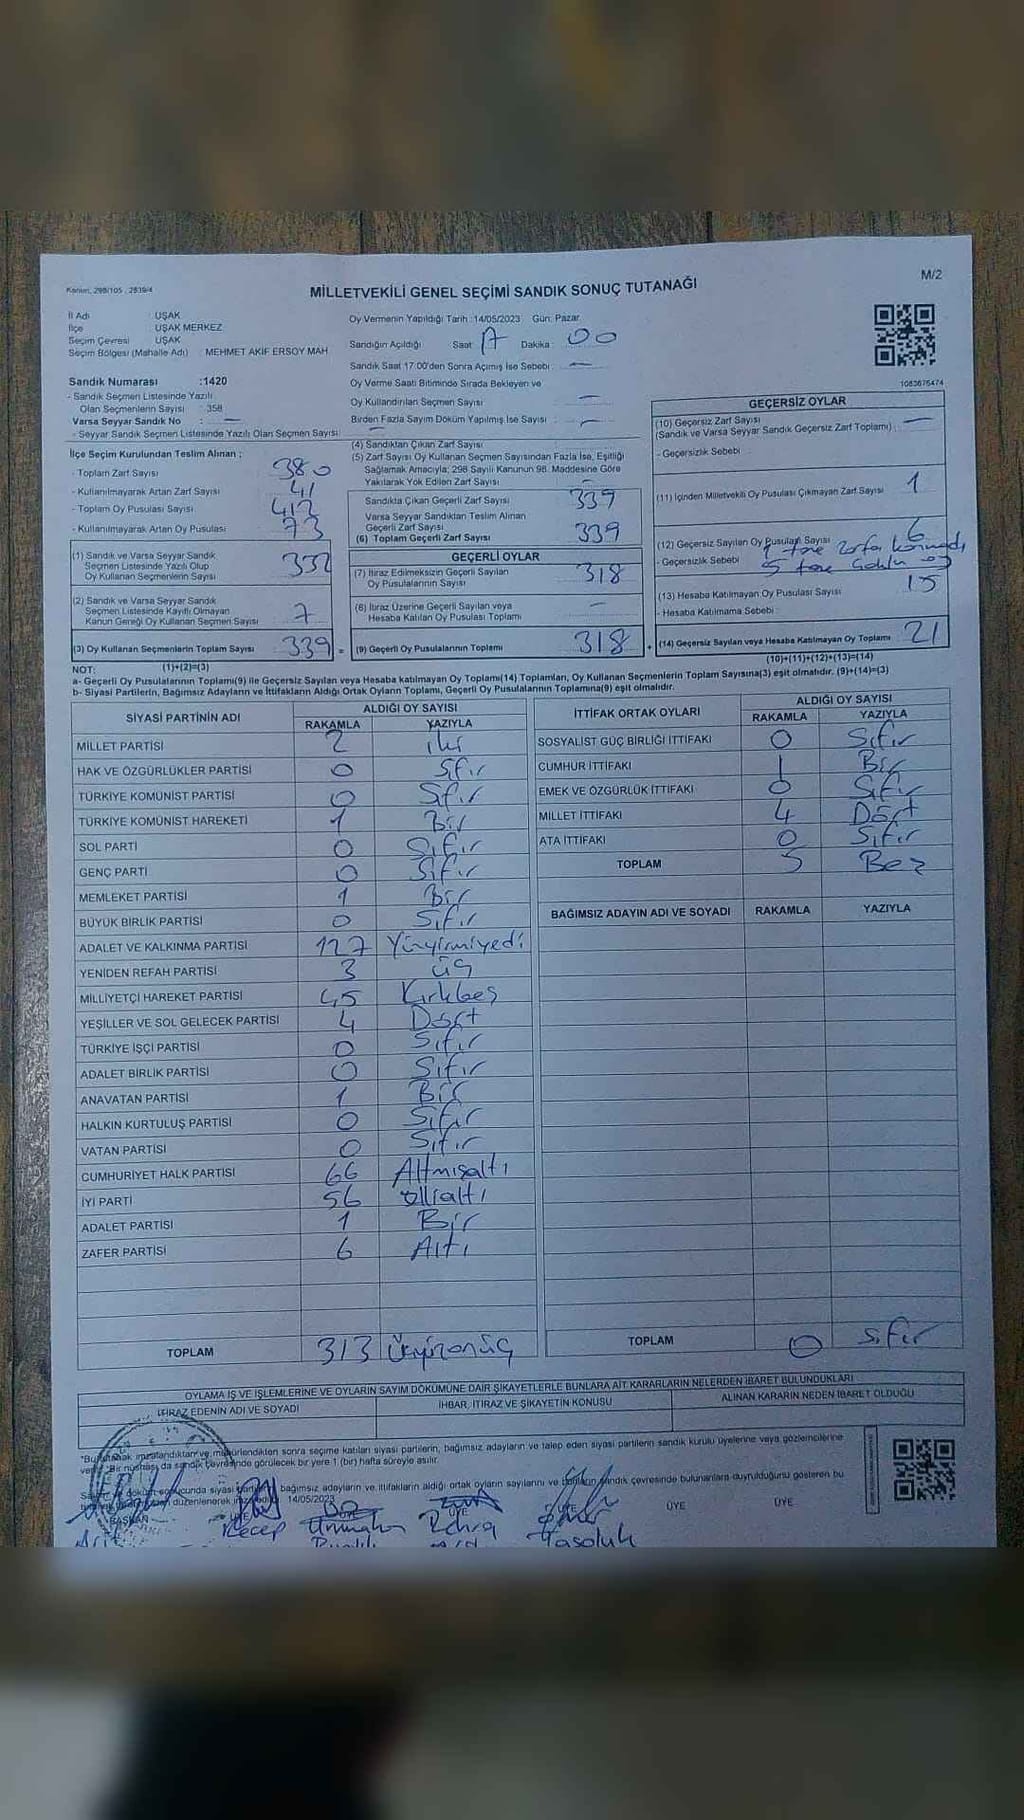 Kanun, 298/105 , 2839/4
M/2
MİLLETVEKİLİ GENEL SEÇİMİ SANDIK SONUÇ TUTANAĞI
İl Adı UŞAK
İlçe UŞAK MERKEZ
Seçim Çevresi UŞAK
Seçim Bölgesi (Mahalle Adı) : MEHMET AKİF ERSOY MAH
Sandık Numarası :1420
- Sandık Seçmen Listesinde Yazılı
Olan Seçmenlerin Sayısı : 358
Varsa Seyyar Sandık No : —
- Seyyar Sandık Seçmen Listesinde Yazılı Olan Seçmen Sayısı: —
Oy Vermenin Yapıldığı Tarih : 14/05/2023 Gün: Pazar
Sandığın Açıldığı Saat 17 Dakika : 00
Sandık Saat 17:00'den Sonra Açımış İse Sebebi : —
Oy Verme Saati Bitiminde Sırada Bekleyen ve
Oy Kullandırılan Seçmen Sayısı : —
Birden Fazla Sayım Döküm Yapılmış İse Sayısı : —
1083675474
İlçe Seçim Kurulundan Teslim Alınan ;
- Toplam Zarf Sayısı 380
- Kullanılmayarak Artan Zarf Sayısı 41
- Toplam Oy Pusulası Sayısı 412
- Kullanılmayarak Artan Oy Pusulası 73
(1) Sandık ve Varsa Seyyar Sandık
Seçmen Listesinde Yazılı Olup
Oy Kullanan Seçmenlerin Sayısı 332
(2) Sandık ve Varsa Seyyar Sandık
Seçmen Listesinde Kayıtlı Olmayan
Kanun Gereği Oy Kullanan Seçmen Sayısı 7
(3) Oy Kullanan Seçmenlerin Toplam Sayısı 339 =
(4) Sandıktan Çıkan Zarf Sayısı
(5) Zarf Sayısı Oy Kullanan Seçmen Sayısından Fazla İse, Eşitliği
Sağlamak Amacıyla; 298 Sayılı Kanunun 98. Maddesine Göre
Yakılarak Yok Edilen Zarf Sayısı —
Sandıkta Çıkan Geçerli Zarf Sayısı 339
Varsa Seyyar Sandıktan Teslim Alınan
Geçerli Zarf Sayısı
(6) Toplam Geçerli Zarf Sayısı 339
GEÇERLİ OYLAR
(7) İtiraz Edilmeksizin Geçerli Sayılan
Oy Pusulalarının Sayısı 318
(8) İtiraz Üzerine Geçerli Sayılan veya
Hesaba Katılan Oy Pusulası Toplamı —
(9) Geçerli Oy Pusulalarının Toplamı 318 +
GEÇERSİZ OYLAR
(10) Geçersiz Zarf Sayısı
(Sandık ve Varsa Seyyar Sandık Geçersiz Zarf Toplamı) : —
- Geçersizlik Sebebi
(11) İçinden Milletvekili Oy Pusulası Çıkmayan Zarf Sayısı 1
(12) Geçersiz Sayılan Oy Pusulası Sayısı 6
- Geçersizlik Sebebi 1 tane zarfa konmadı
5 tane
(13) Hesaba Katılmayan Oy Pusulası Sayısı 15
- Hesaba Katılmama Sebebi :
(14) Geçersiz Sayılan veya Hesaba Katılmayan Oy Toplamı 21
NOT: (1)+(2)=(3) (10)+(11)+(12)+(13)=(14)
a- Geçerli Oy Pusulalarının Toplamı(9) ile Geçersiz Sayılan veya Hesaba katılmayan Oy Toplamı(14) Toplamları, Oy Kullanan Seçmenlerin Toplam Sayısına(3) eşit olmalıdır. (9)+(14)=(3)
b- Siyasi Partilerin, Bağımsız Adayların ve İttifakların Aldığı Ortak Oyların Toplamı, Geçerli Oy Pusulalarının Toplamına(9) eşit olmalıdır.
SİYASİ PARTİNİN ADI ALDIĞI OY SAYISI
RAKAMLA YAZIYLA
MİLLET PARTİSİ 2 iki
HAK VE ÖZGÜRLÜKLER PARTİSİ 0 Sıfır
TÜRKİYE KOMÜNİST PARTİSİ 0 Sıfır
TÜRKİYE KOMÜNİST HAREKETİ 1 Bir
SOL PARTİ 0 Sıfır
GENÇ PARTİ 0 Sıfır
MEMLEKET PARTİSİ 1 Bir
BÜYÜK BİRLİK PARTİSİ 0 Sıfır
ADALET VE KALKINMA PARTİSİ 127 Yüzyirmiyedi
YENİDEN REFAH PARTİSİ 3 üç
MİLLİYETÇİ HAREKET PARTİSİ 45 Kırkbeş
YEŞİLLER VE SOL GELECEK PARTİSİ 4 Dört
TÜRKİYE İŞÇİ PARTİSİ 0 Sıfır
ADALET BİRLİK PARTİSİ 0 Sıfır
ANAVATAN PARTİSİ 1 Bir
HALKIN KURTULUŞ PARTİSİ 0 Sıfır
VATAN PARTİSİ 0 Sıfır
CUMHURİYET HALK PARTİSİ 66 Altmışaltı
İYİ PARTİ 56 ellialtı
ADALET PARTİSİ 1 Bir
ZAFER PARTİSİ 6 Altı
TOPLAM 313 Üçyüzonüç
İTTİFAK ORTAK OYLARI ALDIĞI OY SAYISI
RAKAMLA YAZIYLA
SOSYALİST GÜÇ BİRLİĞİ İTTİFAKI 0 Sıfır
CUMHUR İTTİFAKI 1 Bir
EMEK VE ÖZGÜRLÜK İTTİFAKI 0 Sıfır
MİLLET İTTİFAKI 4 Dört
ATA İTTİFAKI 0 Sıfır
TOPLAM 5 Beş
BAĞIMSIZ ADAYIN ADI VE SOYADI RAKAMLA YAZIYLA
TOPLAM 0 Sıfır
OYLAMA İŞ VE İŞLEMLERİNE VE OYLARIN SAYIM DÖKÜMÜNE DAİR ŞİKAYETLERLE BUNLARA AİT KARARLARIN NELERDEN İBARET BULUNDUKLARI
İTİRAZ EDENİN ADI VE SOYADI İHBAR, İTİRAZ VE ŞİKAYETİN KONUSU ALINAN KARARIN NEDEN İBARET OLDUĞU
imzalandıktan ve mühürlendikten sonra seçime katılan siyasi partilerin, bağımsız adayların ve talep eden siyasi partilerin sandık kurulu üyelerine veya gözlemcilerine
Bir nüshası da sandık çevresinde görülecek bir yere 1 (bir) hafta süreyle asılır.
bağımsız adayların ve ittifakların aldığı ortak oyların sayılarını ve sandık çevresinde bulunanlara duyrulduğunu gösteren bu
düzenlenerek 14/05/2023
BAŞKAN ÜYE ÜYE ÜYE ÜYE ÜYE ÜYE
Recep Zehra Ömer